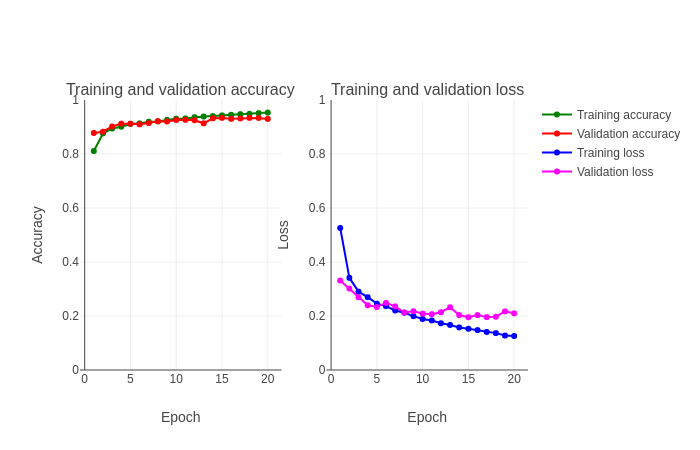 Training and validation accuracy
Training and validation loss
1
0.8
0.6
0.4
0.2
0
0
5
10
15
20
Accuracy
Epoch
1
0.8
0.6
0.4
0.2
0
0
5
10
15
20
Loss
Epoch
Training accuracy
Validation accuracy
Training loss
Validation loss